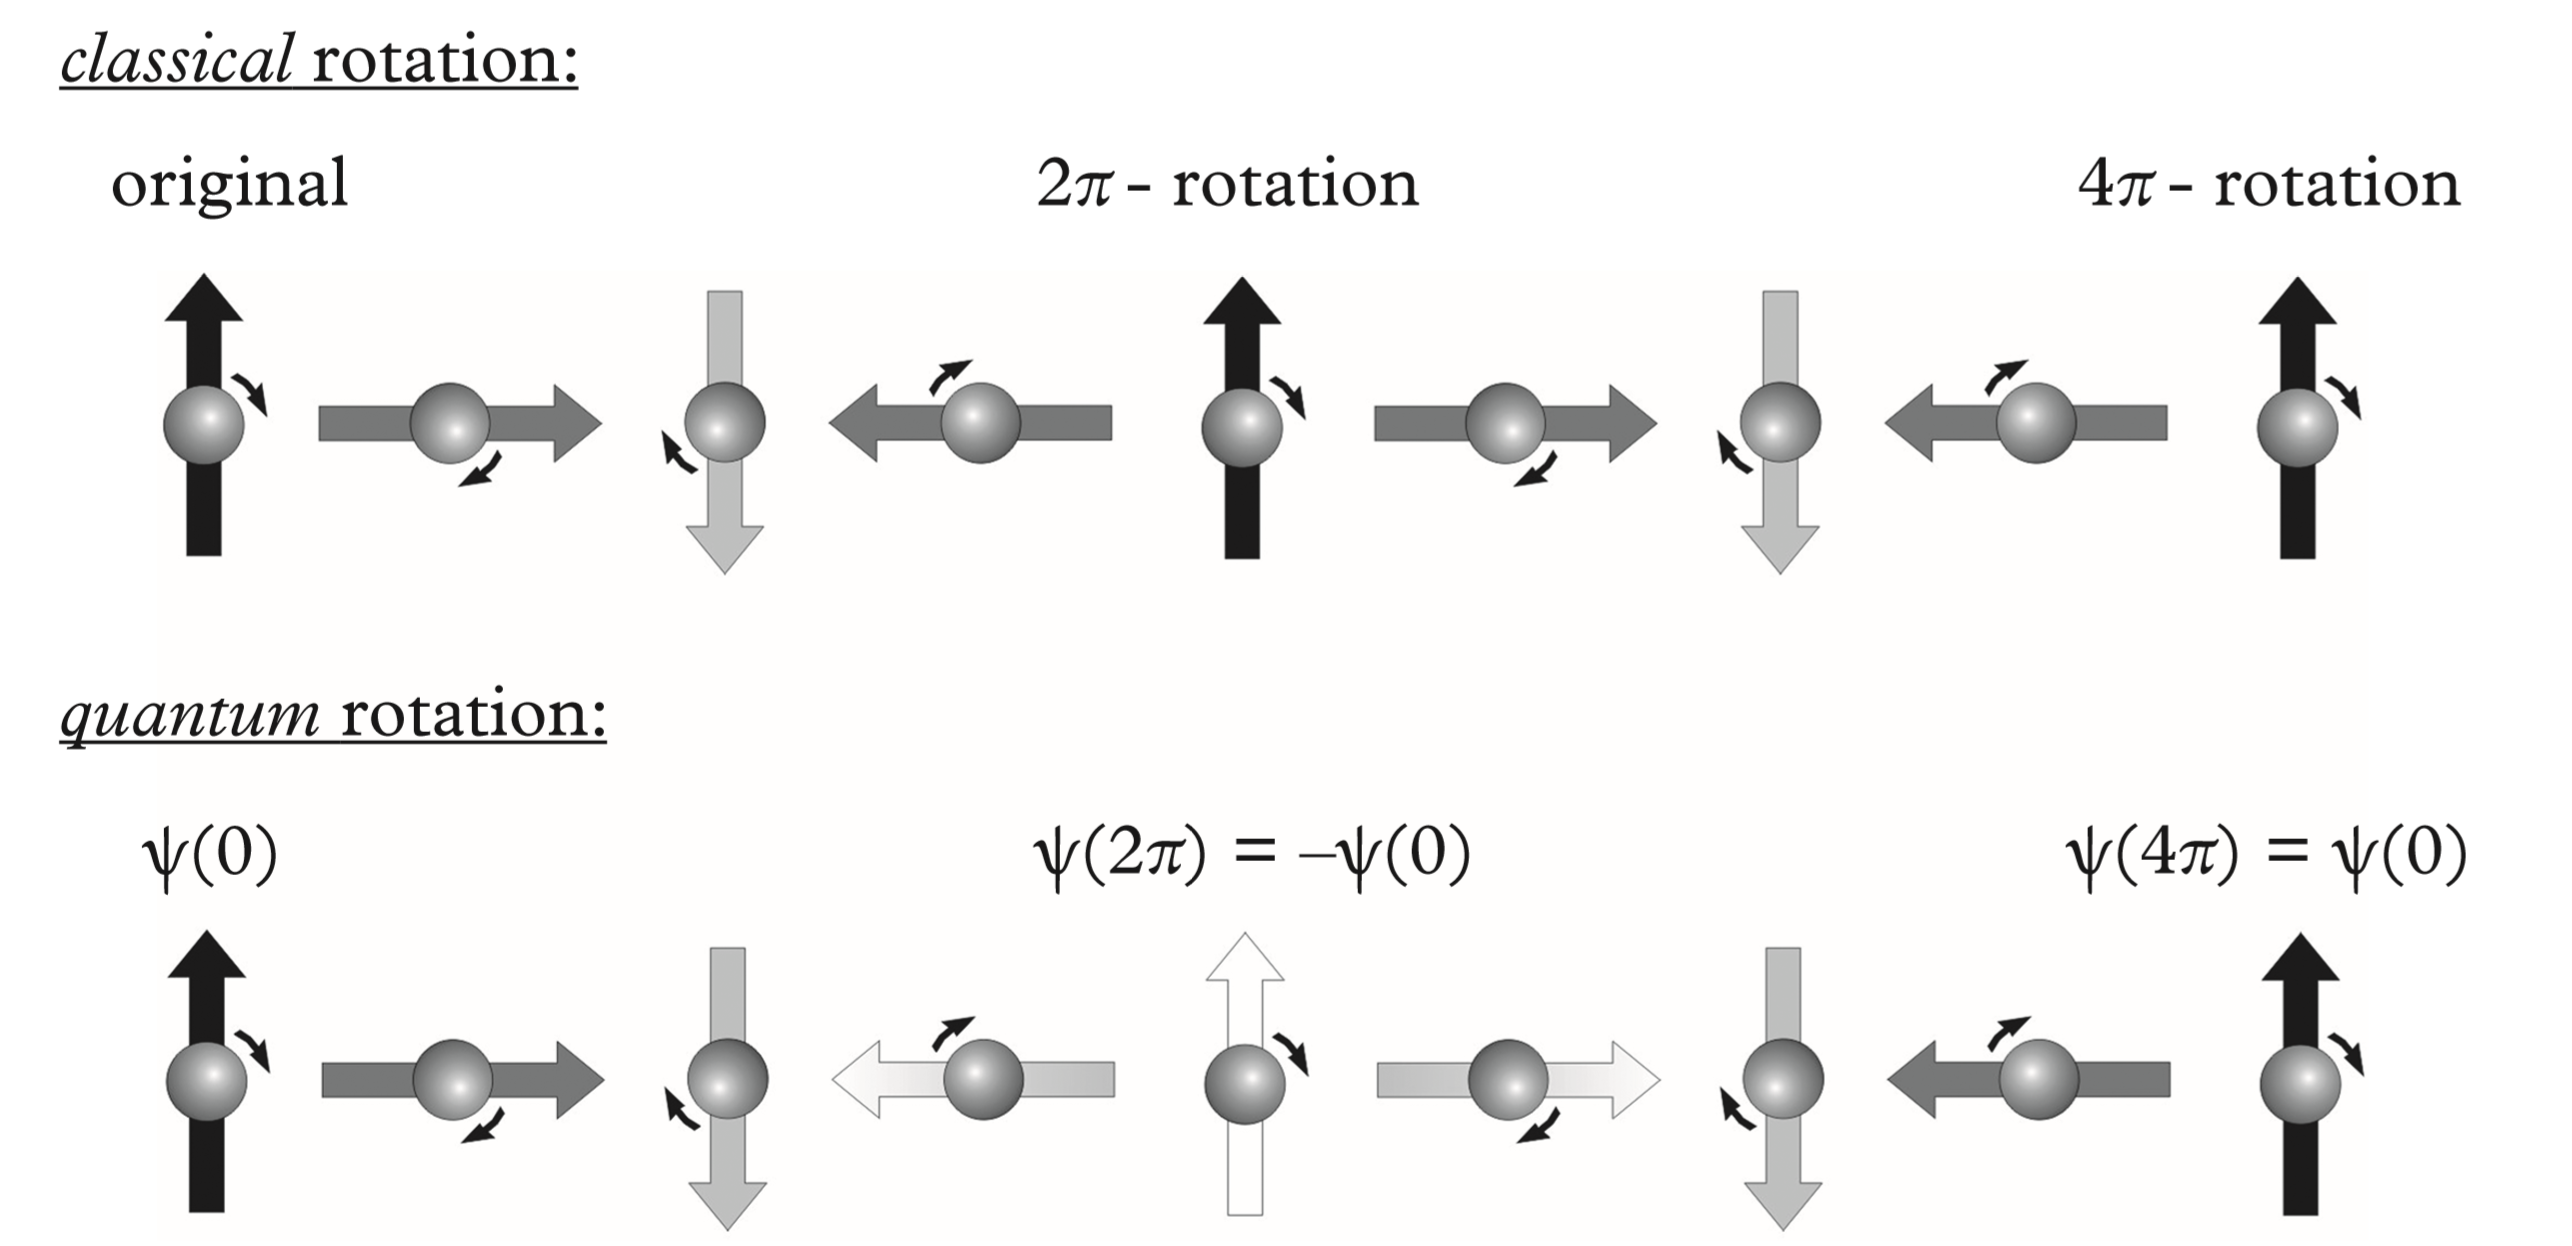 classical rotation:
original 2π - rotation 4π - rotation
quantum rotation:
ψ(0) ψ(2π) = –ψ(0) ψ(4π) = ψ(0)